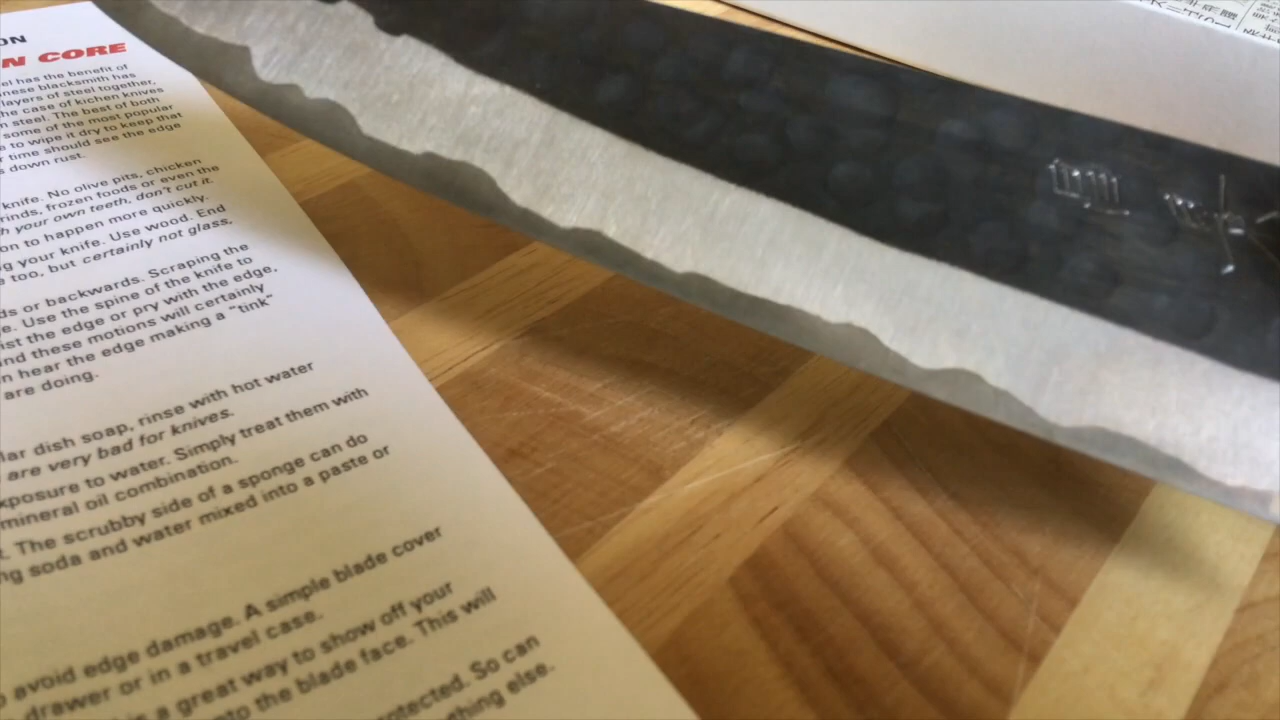 ON
N CORE
el has the benefit of
nese blacksmith has
layers of steel together,
he case of kichen knives
n steel. The best of both
some of the most popular
to wipe it dry to keep that
time should see the edge
s down rust.
knife. No olive pits, chicken
rinds, frozen foods or even the
h your own teeth, don't cut it.
on to happen more quickly.
g your knife. Use wood. End
e too, but certainly not glass,
ds or backwards. Scraping the
e. Use the spine of the knife to
ist the edge or pry with the edge,
nd these motions will certainly
n hear the edge making a "tink"
are doing.
lar dish soap, rinse with hot water
are very bad for knives.
xposure to water. Simply treat them with
mineral oil combination.
t. The scrubby side of a sponge can do
ng soda and water mixed into a paste or
o avoid edge damage. A simple blade cover
drawer or in a travel case.
is a great way to show off your
nto the blade face. This will
rotected. So can
thing else.